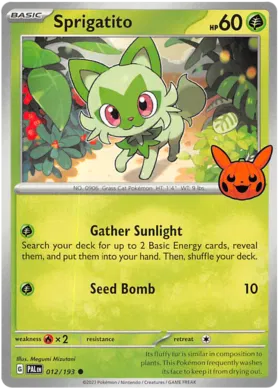 BASIC
Sprigatito
HP 60
NO. 0906 Grass Cat Pokémon HT: 1'4" WT: 9 lbs.
Gather Sunlight
Search your deck for up to 2 Basic Energy cards, reveal
them, and put them into your hand. Then, shuffle your deck.
Seed Bomb 10
weakness ×2 resistance retreat
Illus. Megumi Mizutani
G PAL EN 012/193
Its fluffy fur is similar in composition
to plants. This Pokémon frequently washes
its face to keep it from drying out.
©2023 Pokémon / Nintendo / Creatures / GAME FREAK